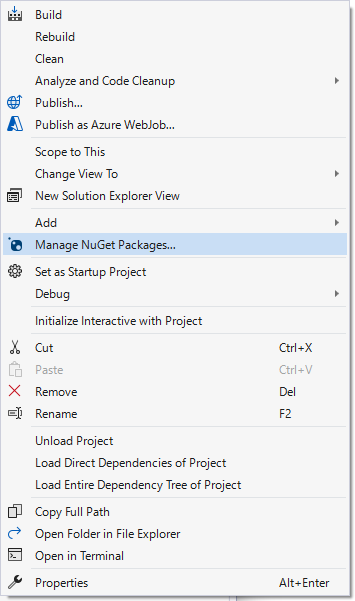 Build
Rebuild
Clean
Analyze and Code Cleanup
Publish...
Publish as Azure WebJob...
Scope to This
Change View To
New Solution Explorer View
Add
Manage NuGet Packages...
Set as Startup Project
Debug
Initialize Interactive with Project
Cut Ctrl+X
Paste Ctrl+V
Remove Del
Rename F2
Unload Project
Load Direct Dependencies of Project
Load Entire Dependency Tree of Project
Copy Full Path
Open Folder in File Explorer
Open in Terminal
Properties Alt+Enter